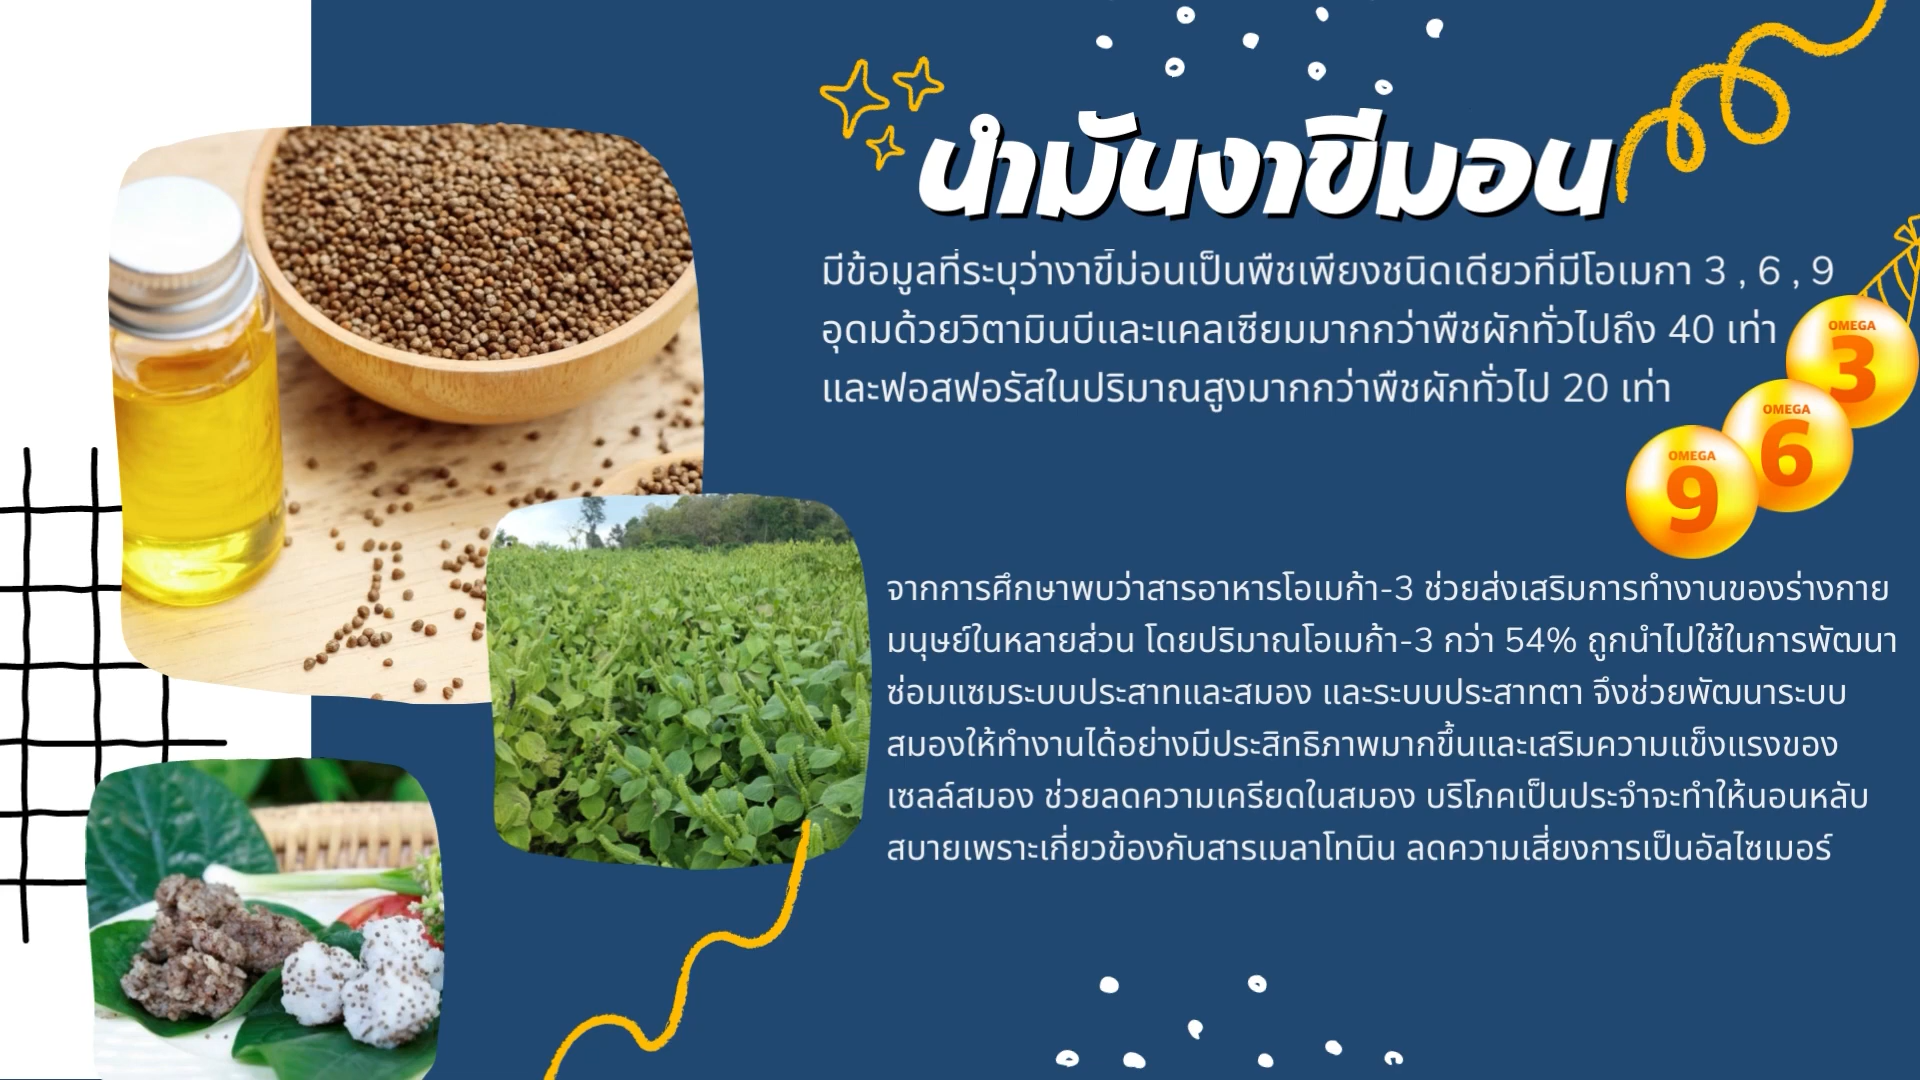 นำมันงาขีมอน
มีข้อมูลที่ระบุว่างาขี้ม่อนเป็นพืชเพียงชนิดเดียวที่มีโอเมกา 3 , 6 , 9
อุดมด้วยวิตามินบีและแคลเซียมมากกว่าพืชผักทั่วไปถึง 40 เท่า
และฟอสฟอรัสในปริมาณสูงมากกว่าพืชผักทั่วไป 20 เท่า
OMEGA
3
OMEGA
6
OMEGA
9
จากการศึกษาพบว่าสารอาหารโอเมก้า-3 ช่วยส่งเสริมการทำงานของร่างกาย
มนุษย์ในหลายส่วน โดยปริมาณโอเมก้า-3 กว่า 54% ถูกนำไปใช้ในการพัฒนา
ซ่อมแซมระบบประสาทและสมอง และระบบประสาทตา จึงช่วยพัฒนาระบบ
สมองให้ทำงานได้อย่างมีประสิทธิภาพมากขึ้นและเสริมความแข็งแรงของ
เซลล์สมอง ช่วยลดความเครียดในสมอง บริโภคเป็นประจำจะทำให้นอนหลับ
สบายเพราะเกี่ยวข้องกับสารเมลาโทนิน ลดความเสี่ยงการเป็นอัลไซเมอร์